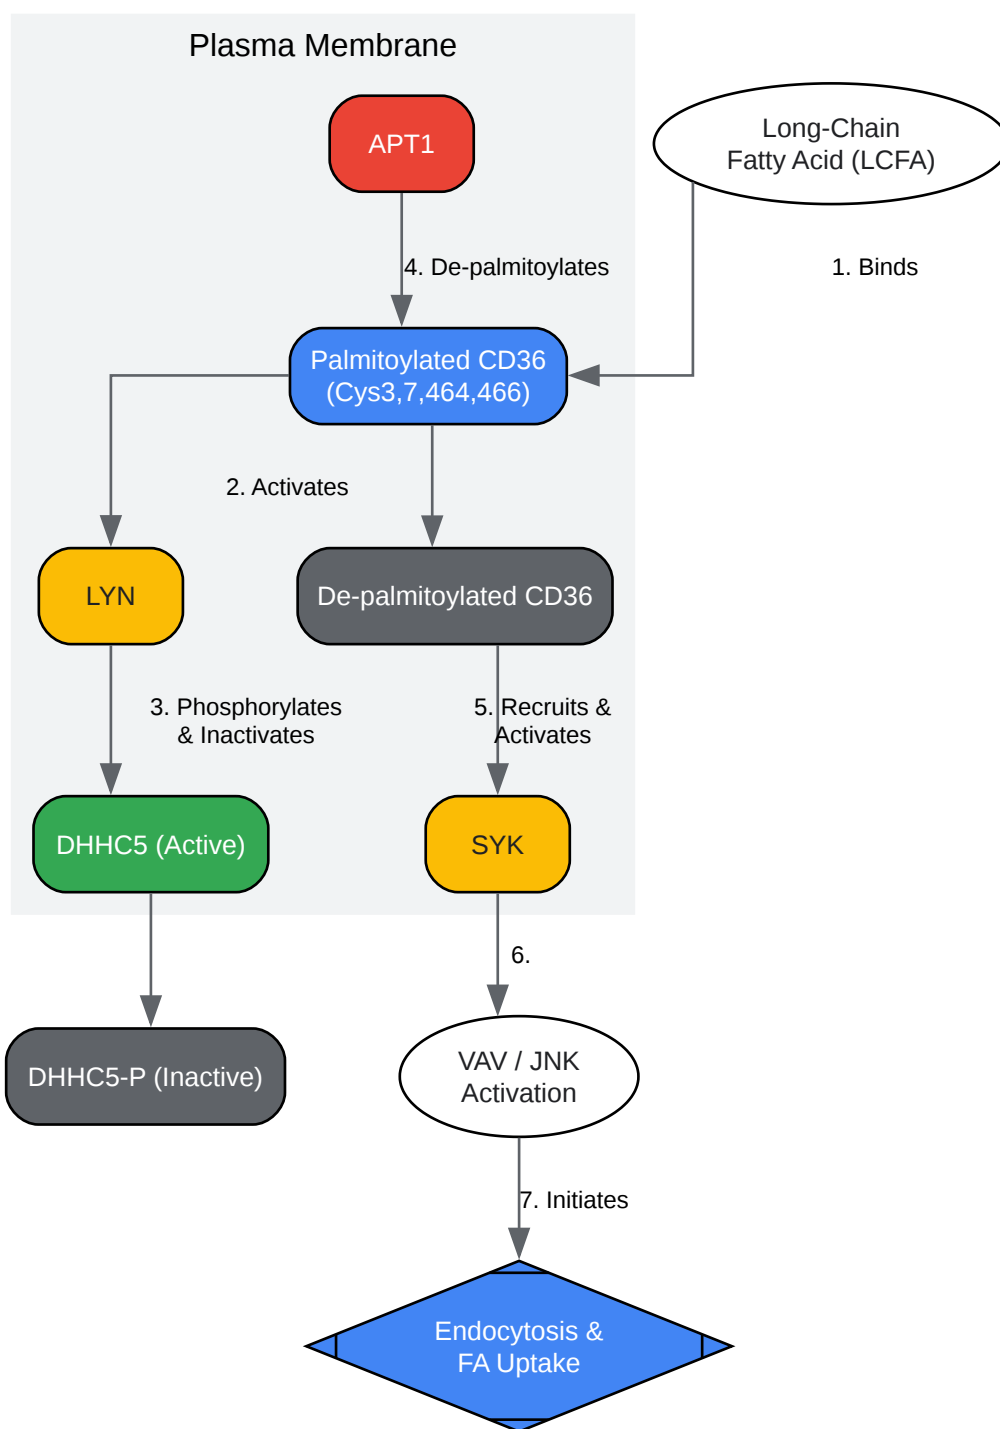 Plasma Membrane
APT1
Long-Chain
Fatty Acid (LCFA)
4. De-palmitoylates
1. Binds
Palmitoylated CD36
(Cys3,7,464,466)
2. Activates
LYN
De-palmitoylated CD36
3. Phosphorylates
& Inactivates
5. Recruits &
Activates
DHHC5 (Active)
SYK
6.
DHHC5-P (Inactive)
VAV / JNK
Activation
7. Initiates
Endocytosis &
FA Uptake